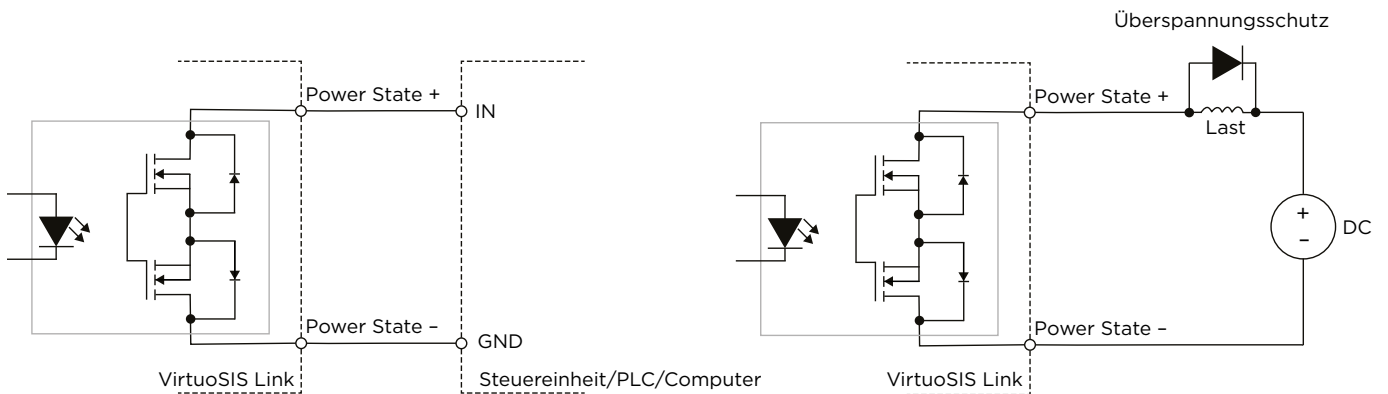 Power State +
IN
Power State –
GND
VirtuoSIS Link
Steuereinheit/PLC/Computer
Überspannungsschutz
Power State +
Last
+
–
DC
Power State –
VirtuoSIS Link